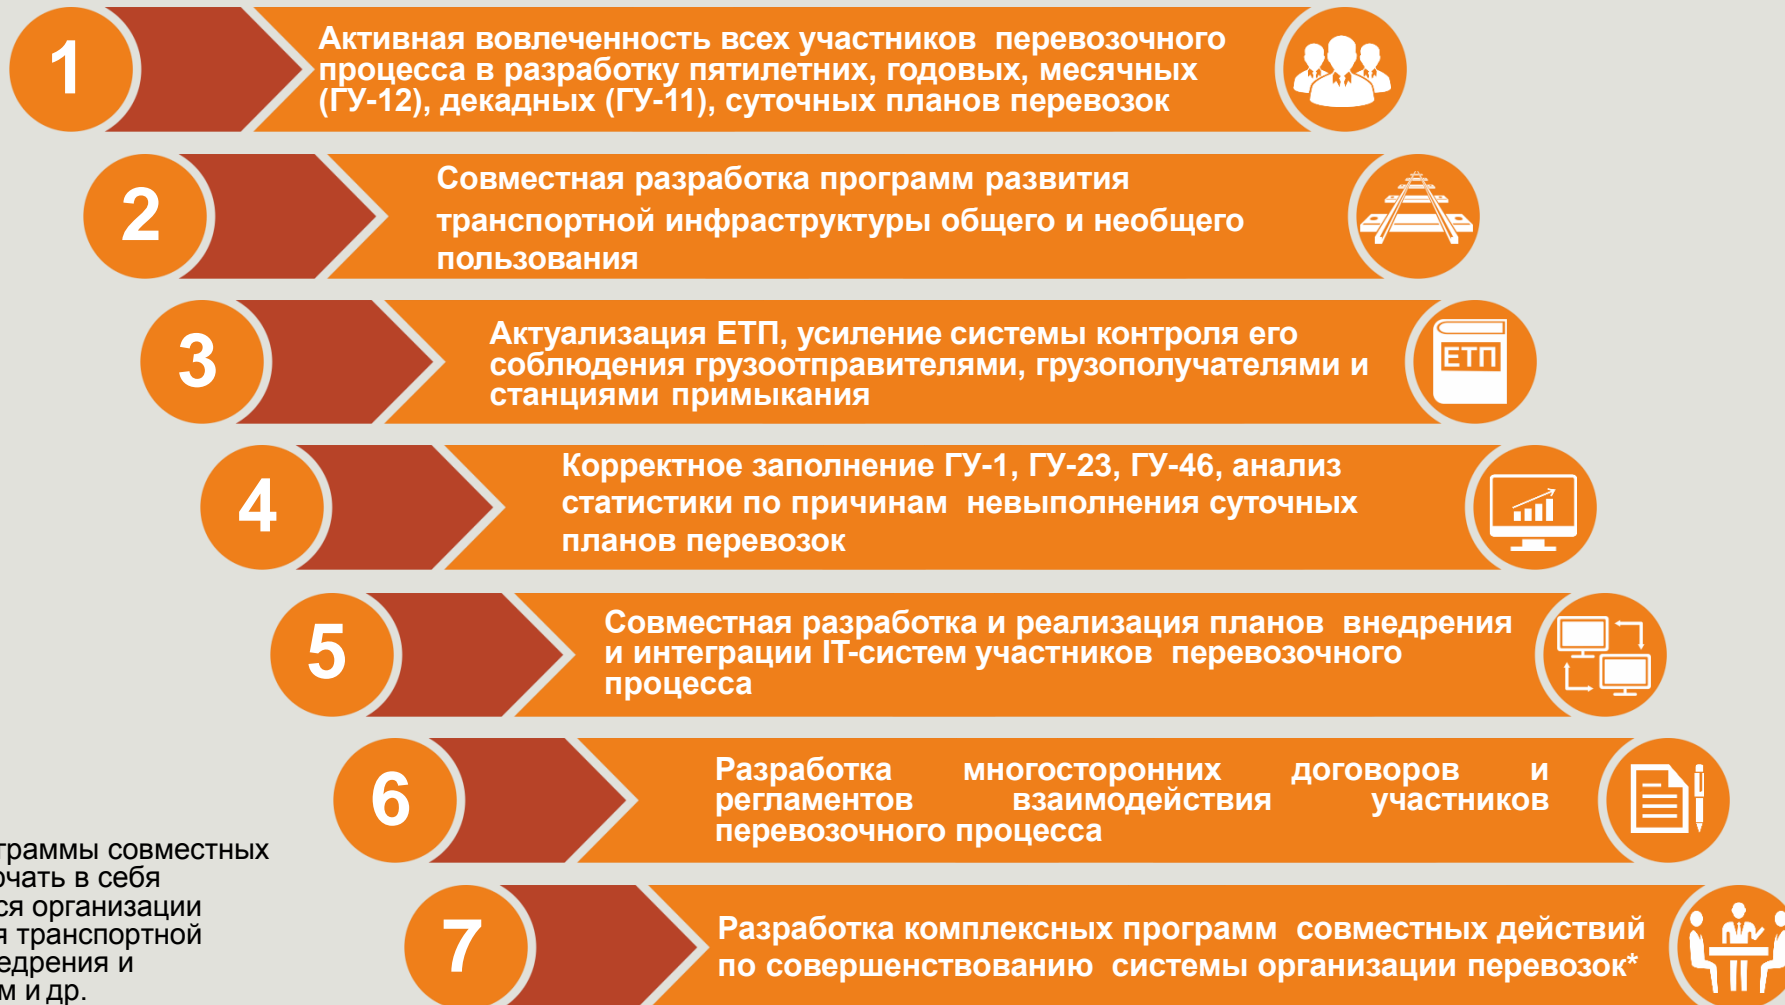 1
Активная вовлеченность всех участников перевозочного
процесса в разработку пятилетних, годовых, месячных
(ГУ-12), декадных (ГУ-11), суточных планов перевозок
2
Совместная разработка программ развития
транспортной инфраструктуры общего и необщего
пользования
3
Актуализация ЕТП, усиление системы контроля его
соблюдения грузоотправителями, грузополучателями и
станциями примыкания
ЕТП
4
Корректное заполнение ГУ-1, ГУ-23, ГУ-46, анализ
статистики по причинам невыполнения суточных
планов перевозок
5
Совместная разработка и реализация планов внедрения
и интеграции IT-систем участников перевозочного
процесса
6
Разработка многосторонних договоров и
регламентов взаимодействия участников
перевозочного процесса
7
Разработка комплексных программ совместных действий
по совершенствованию системы организации перевозок*
граммы совместных
очать в себя
ся организации
я транспортной
едрения и
м и др.